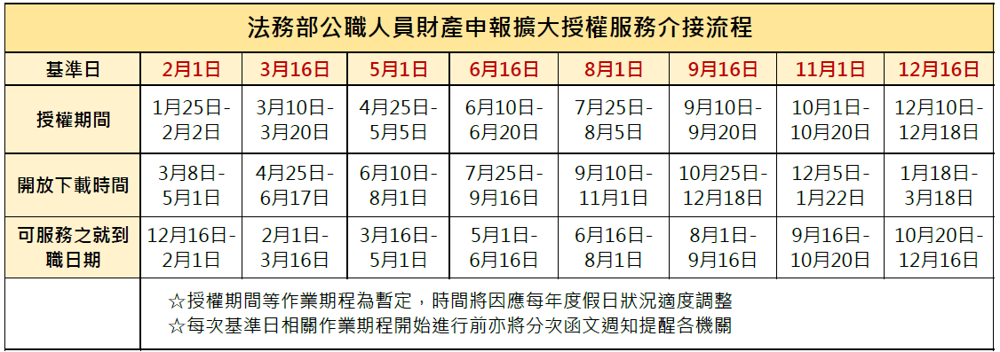 法務部公職人員財產申報擴大授權服務介接流程
基準日 2月1日 3月16日 5月1日 6月16日 8月1日 9月16日 11月1日 12月16日
授權期間 1月25日- 3月10日- 4月25日- 6月10日- 7月25日- 9月10日- 10月1日- 12月10日-
2月2日 3月20日 5月5日 6月20日 8月5日 9月20日 10月20日 12月18日
開放下載時間 3月8日- 4月25日- 6月10日- 7月25日- 9月10日- 10月25日- 12月5日- 1月18日-
5月1日 6月17日 8月1日 9月16日 11月1日 12月18日 1月22日 3月18日
可服務之就到 12月16日- 2月1日- 3月16日- 5月1日- 6月16日- 8月1日- 9月16日- 10月20日-
職日期 2月1日 3月16日 5月1日 6月16日 8月1日 9月16日 10月20日 12月16日
☆授權期間等作業期程為暫定，時間將因應每年度假日狀況適度調整
☆每次基準日相關作業期程開始進行前亦將分次函文週知提醒各機關